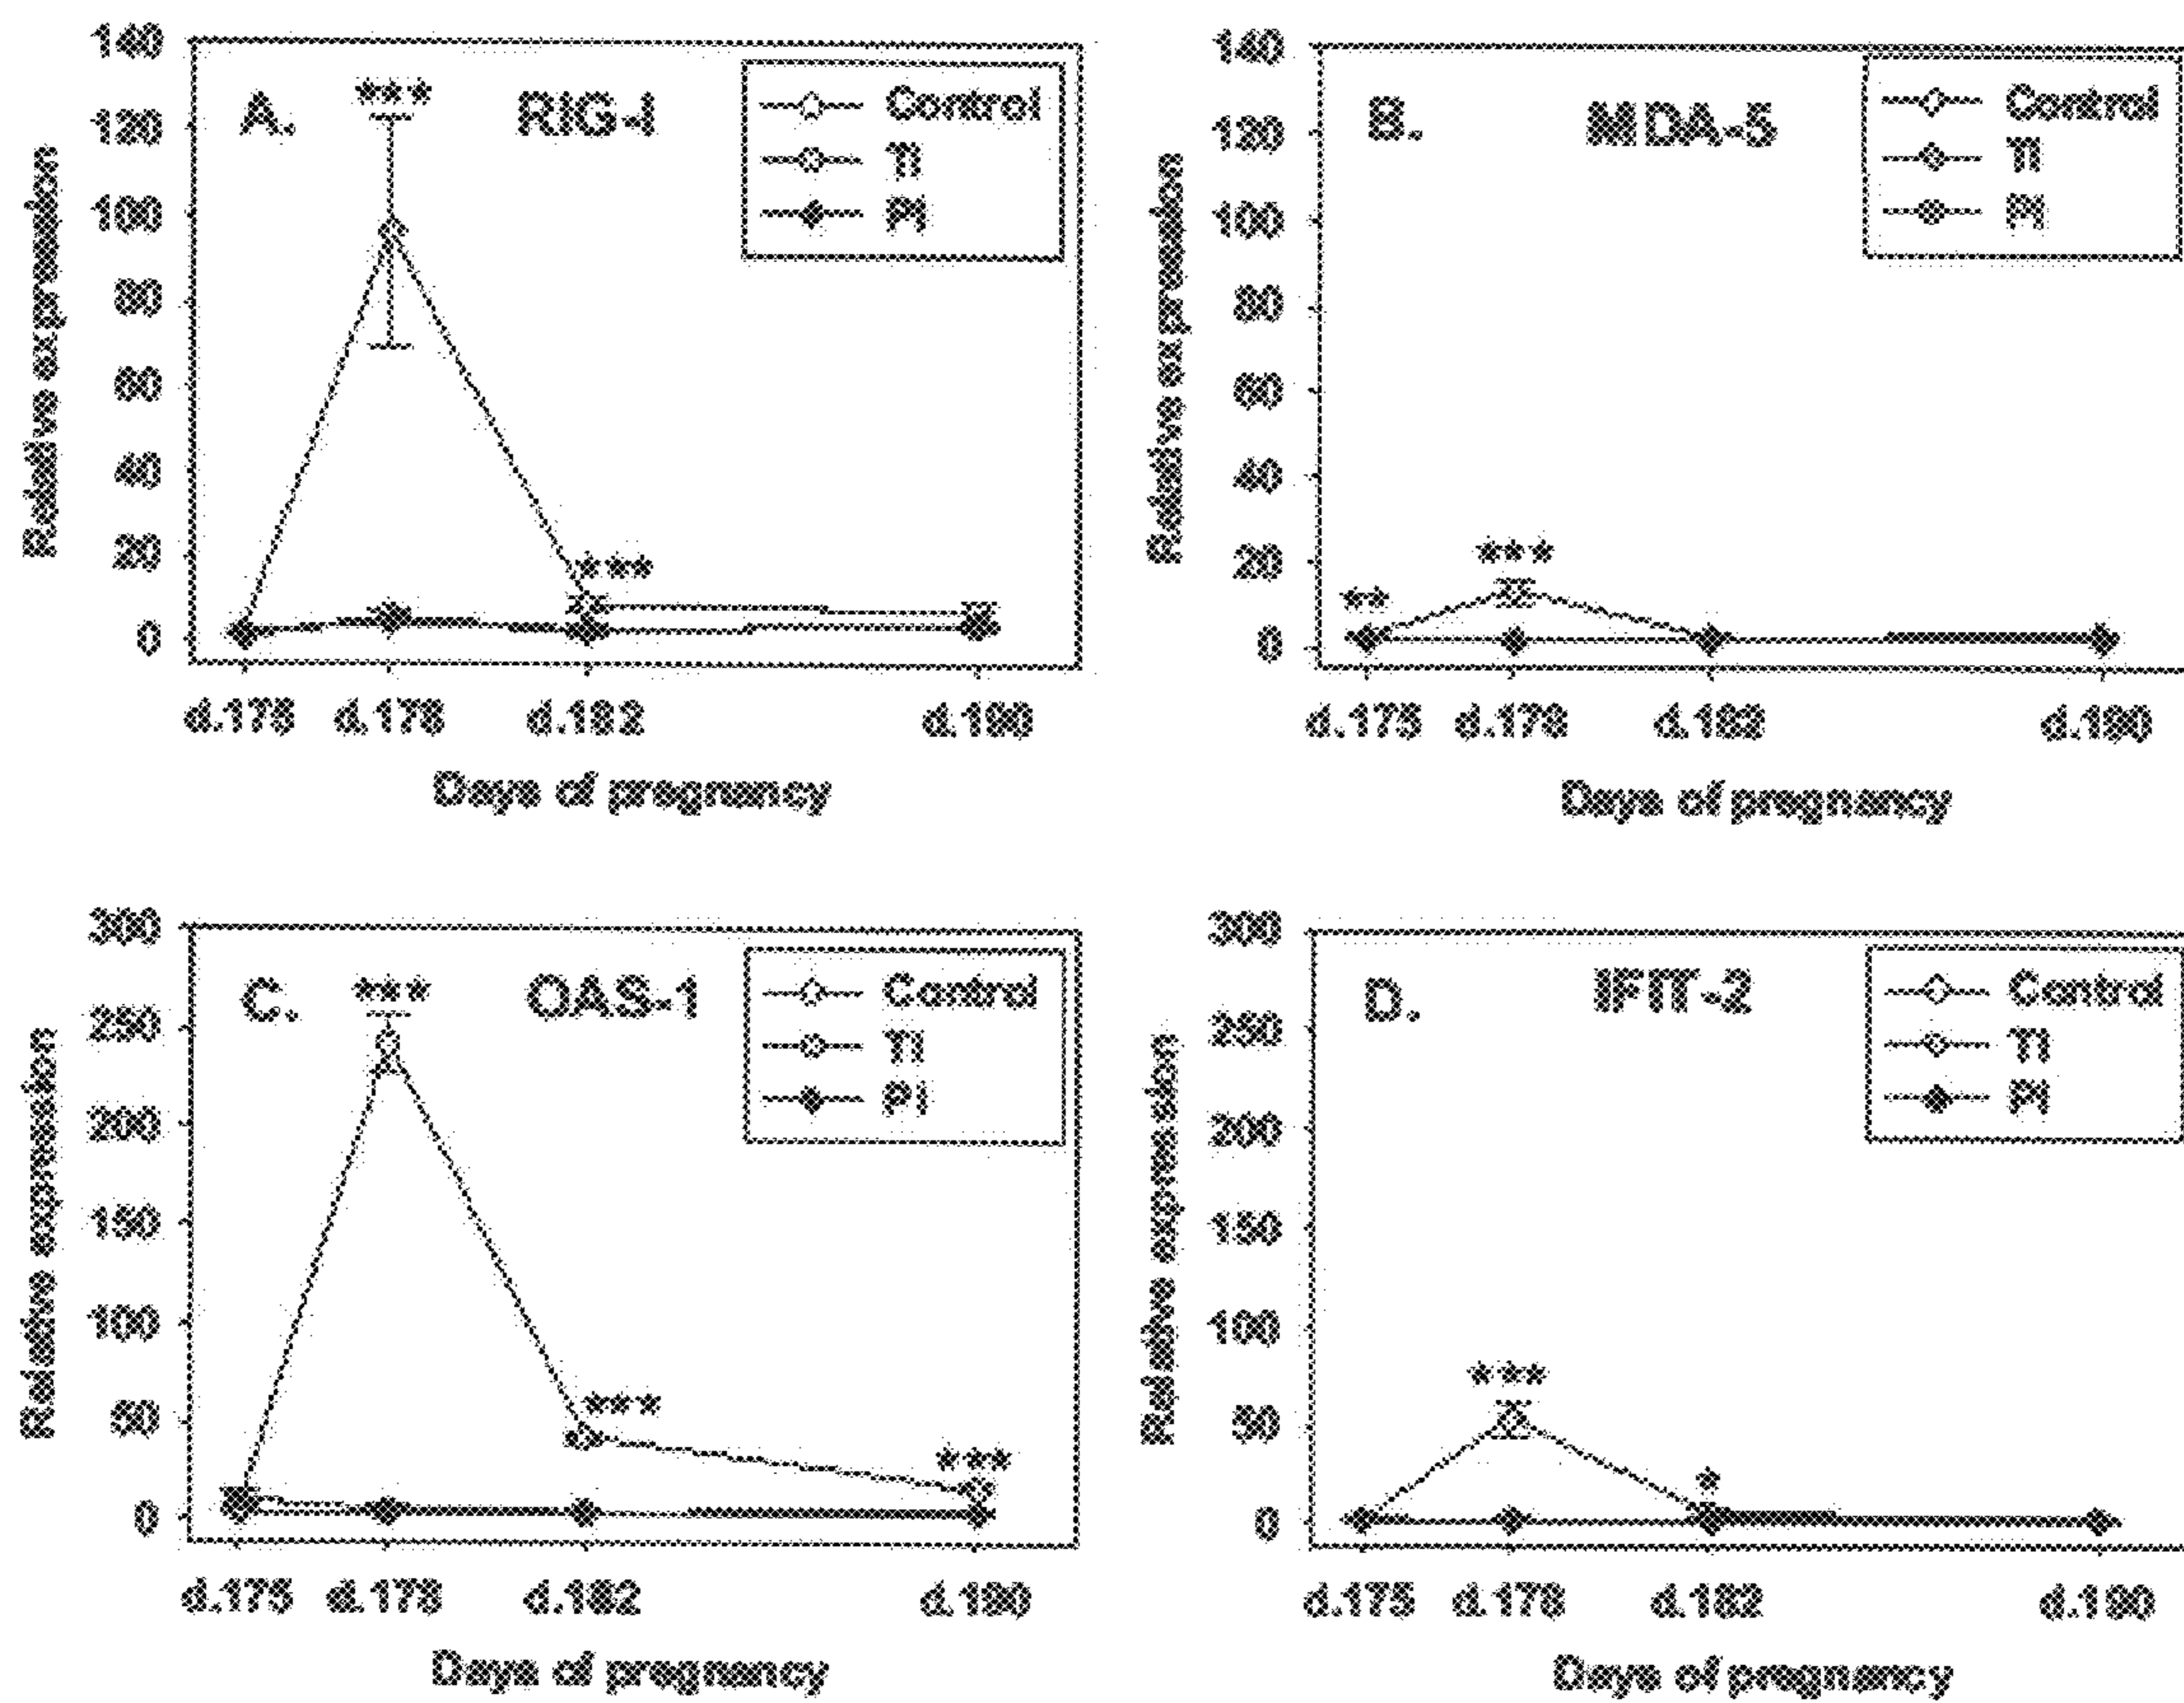 A. RIG-I
***
Control
TI
PI
140
120
100
80
60
40
20
0
***
Relative expression
d.175 d.178 d.182 d.190
Days of pregnancy
B. MDA-5
Control
TI
PI
140
120
100
80
60
40
20
0
**
***
Relative expression
d.175 d.178 d.182 d.190
Days of pregnancy
C. OAS-1
***
Control
TI
PI
300
250
200
150
100
50
0
***
***
Relative expression
d.175 d.178 d.182 d.190
Days of pregnancy
D. IFIT-2
Control
TI
PI
300
250
200
150
100
50
0
***
*
Relative expression
d.175 d.178 d.182 d.190
Days of pregnancy